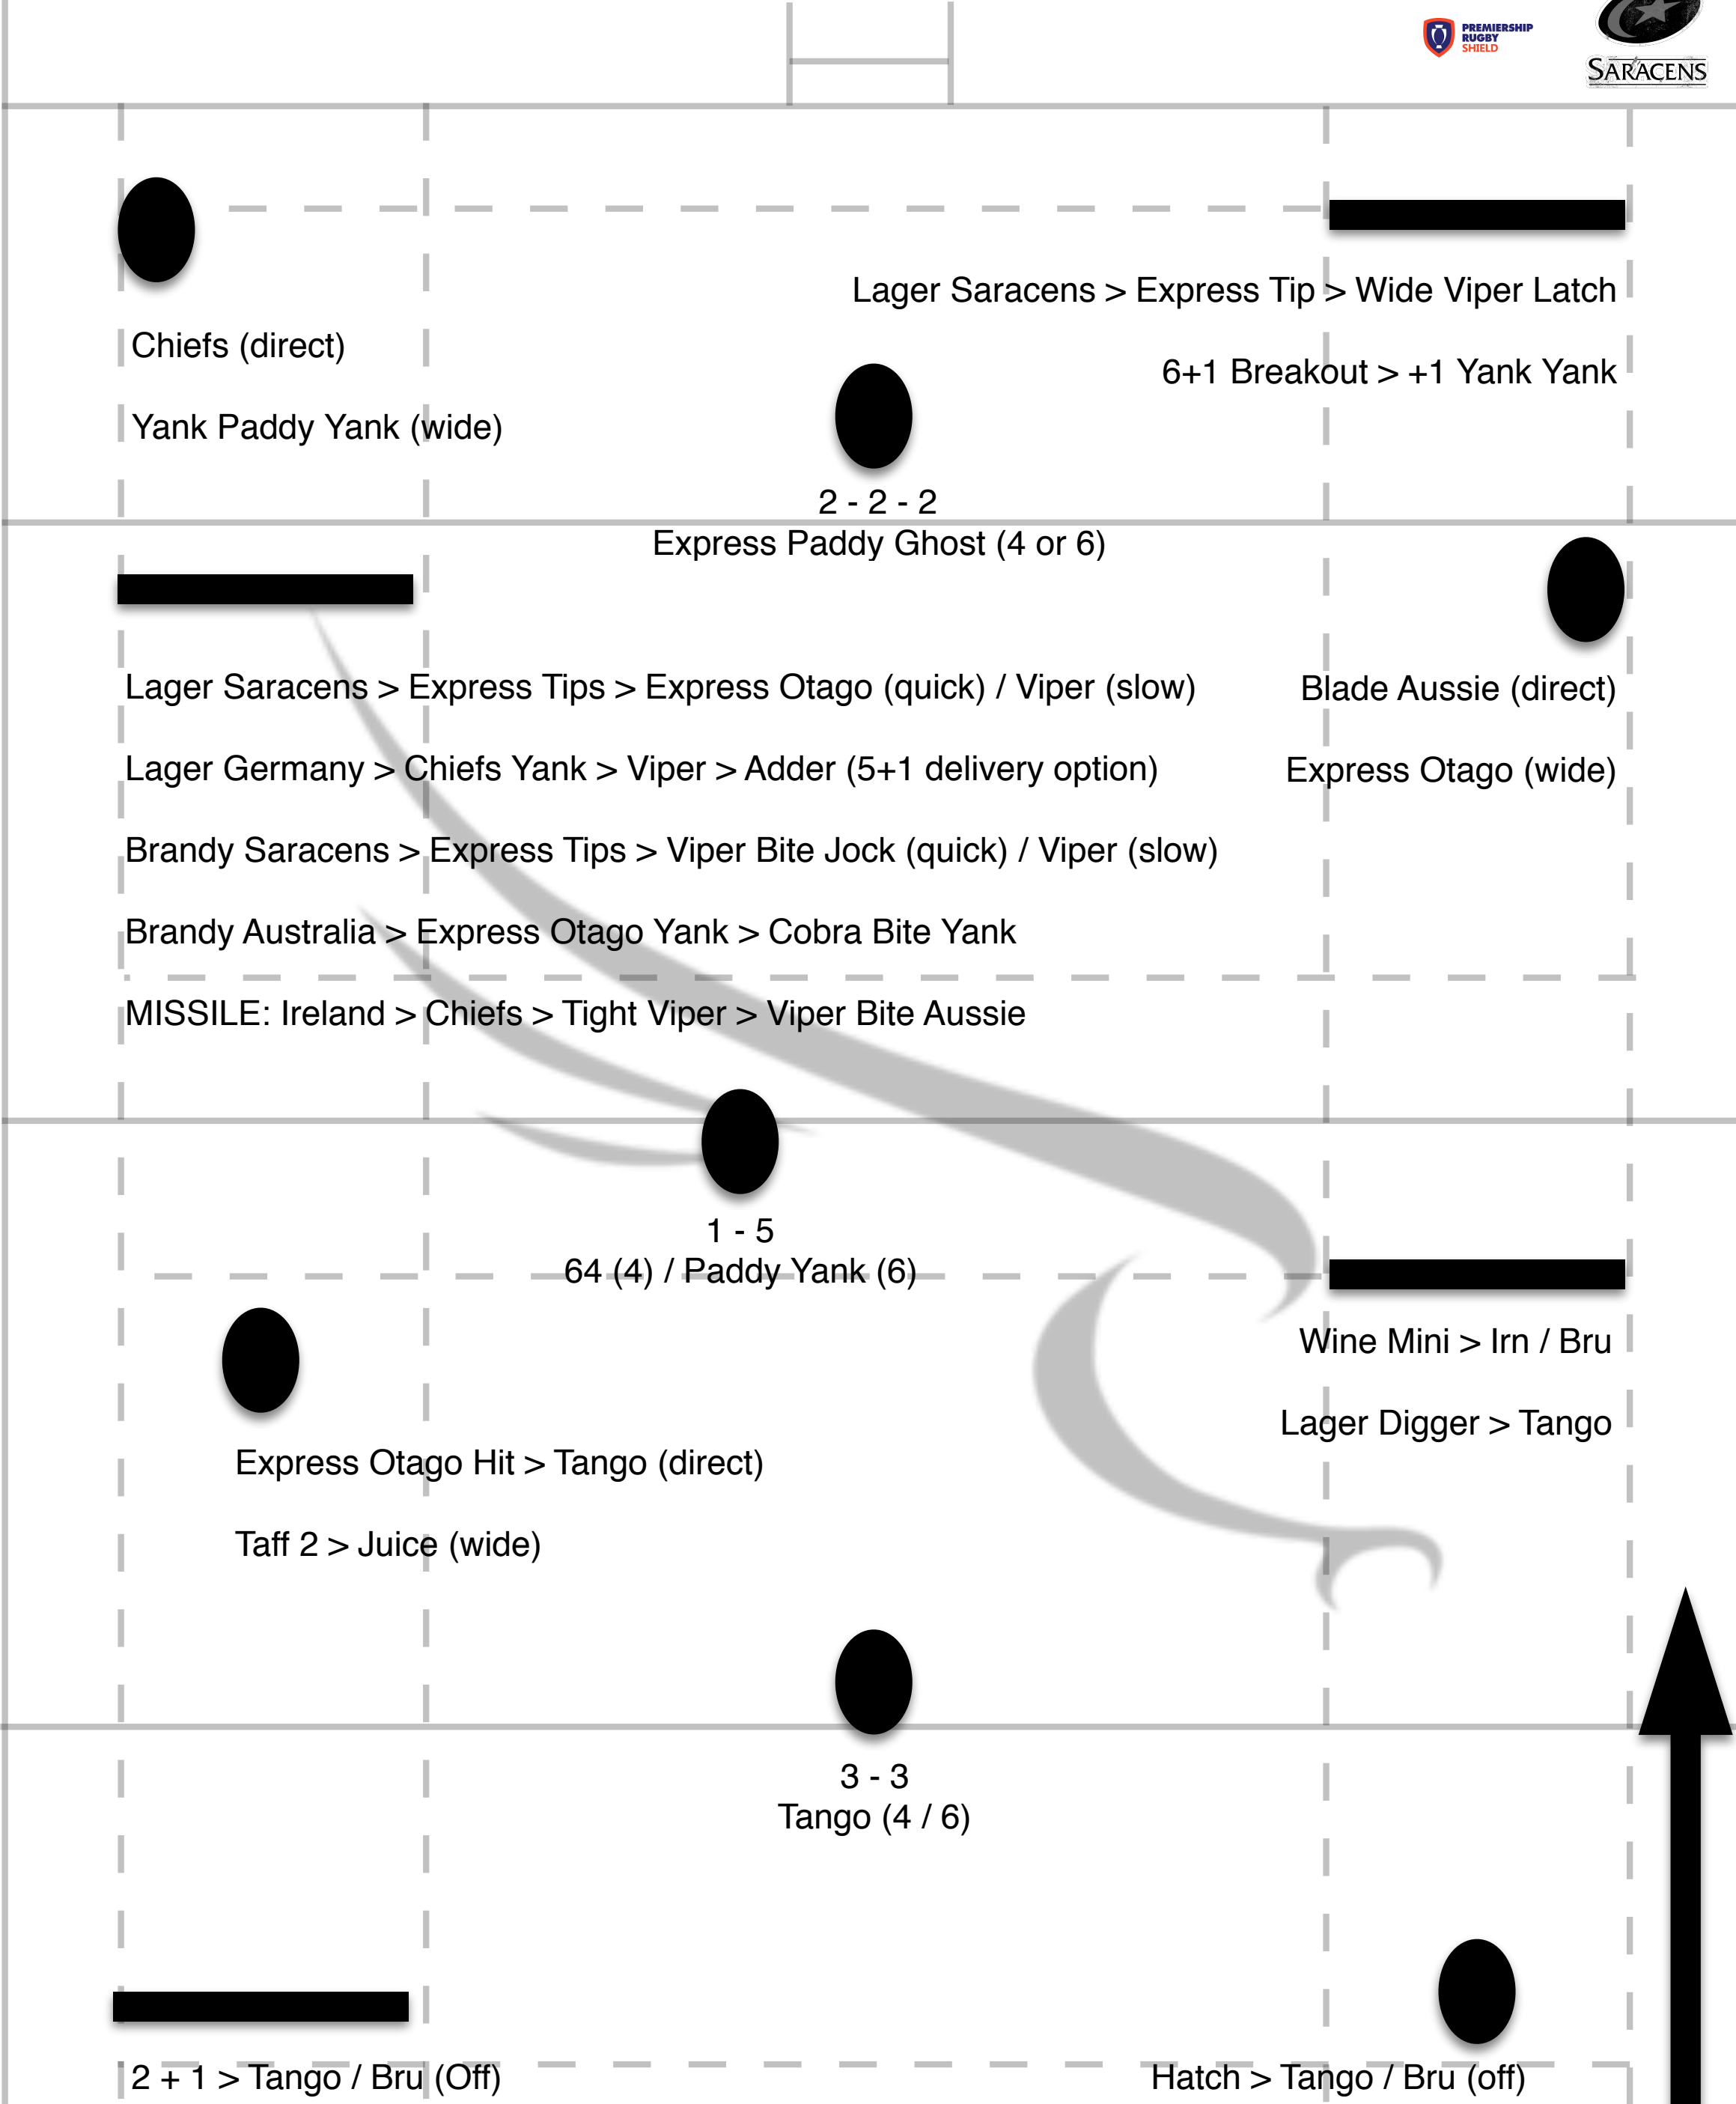 PREMIERSHIP
RUGBY
SHIELD
SARACENS
Lager Saracens > Express Tip > Wide Viper Latch
Chiefs (direct)
6+1 Breakout > +1 Yank Yank
Yank Paddy Yank (wide)
2 - 2 - 2
Express Paddy Ghost (4 or 6)
Lager Saracens > Express Tips > Express Otago (quick) / Viper (slow)
Blade Aussie (direct)
Lager Germany > Chiefs Yank > Viper > Adder (5+1 delivery option)
Express Otago (wide)
Brandy Saracens > Express Tips > Viper Bite Jock (quick) / Viper (slow)
Brandy Australia > Express Otago Yank > Cobra Bite Yank
MISSILE: Ireland > Chiefs > Tight Viper > Viper Bite Aussie
1 - 5
64 (4) / Paddy Yank (6)
Wine Mini > Irn / Bru
Lager Digger > Tango
Express Otago Hit > Tango (direct)
Taff 2 > Juice (wide)
3 - 3
Tango (4 / 6)
2 + 1 > Tango / Bru (Off)
Hatch > Tango / Bru (off)